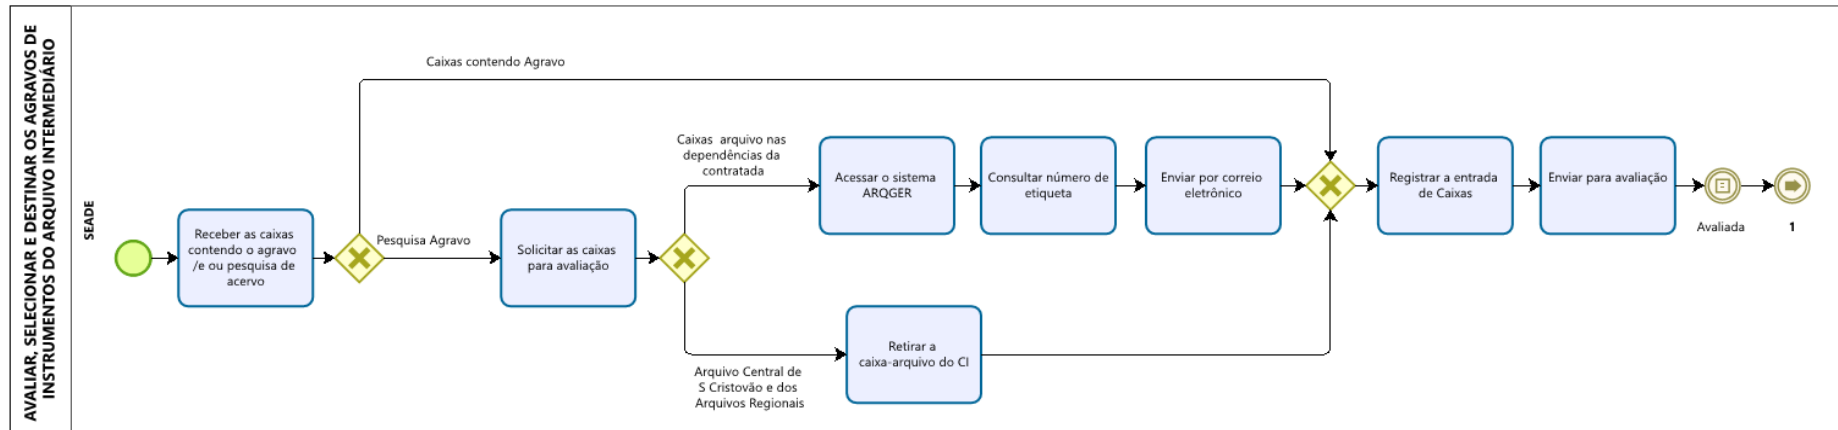 AVALIAR, SELECIONAR E DESTINAR OS AGRAVOS DE
INSTRUMENTOS DO ARQUIVO INTERMEDIÁRIO
SEADE
Receber as caixas
contendo o agravo
/e ou pesquisa de
acervo
Caixas contendo Agravo
Pesquisa Agravo
Solicitar as caixas
para avaliação
Caixas  arquivo nas
dependências da
contratada
Acessar o sistema
ARQGER
Consultar número de
etiqueta
Enviar por correio
eletrônico
Arquivo Central de
S Cristovão e dos
Arquivos Regionais
Retirar a
caixa-arquivo do CI
Registrar a entrada
de Caixas
Enviar para avaliação
Avaliada
1